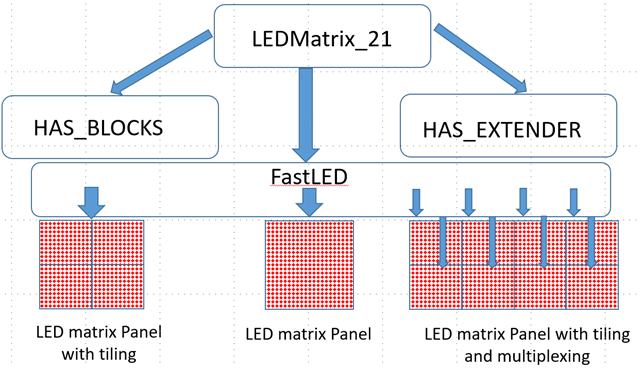 LEDMatrix_21
HAS_BLOCKS
HAS_EXTENDER
FastLED
LED matrix Panel
with tiling
LED matrix Panel
LED matrix Panel with tiling
and multiplexing